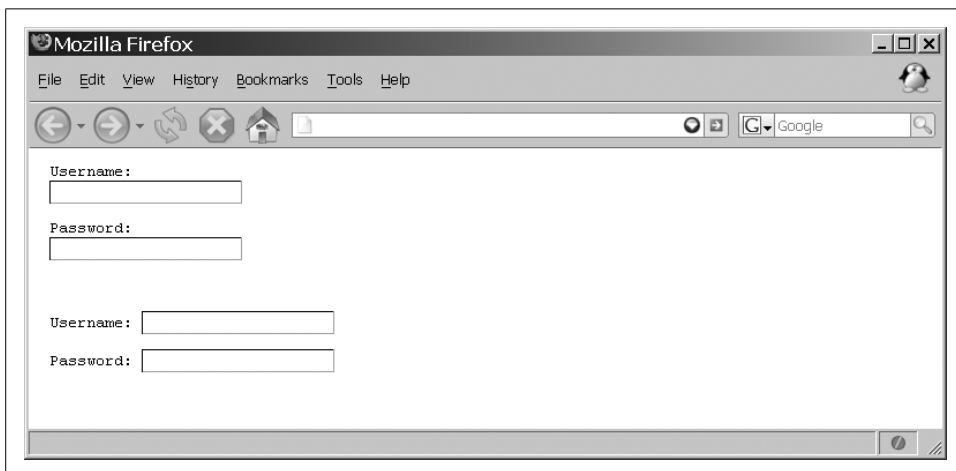 Mozilla Firefox
File Edit View History Bookmarks Tools Help
G Google
Username:
Password:
Username:
Password: